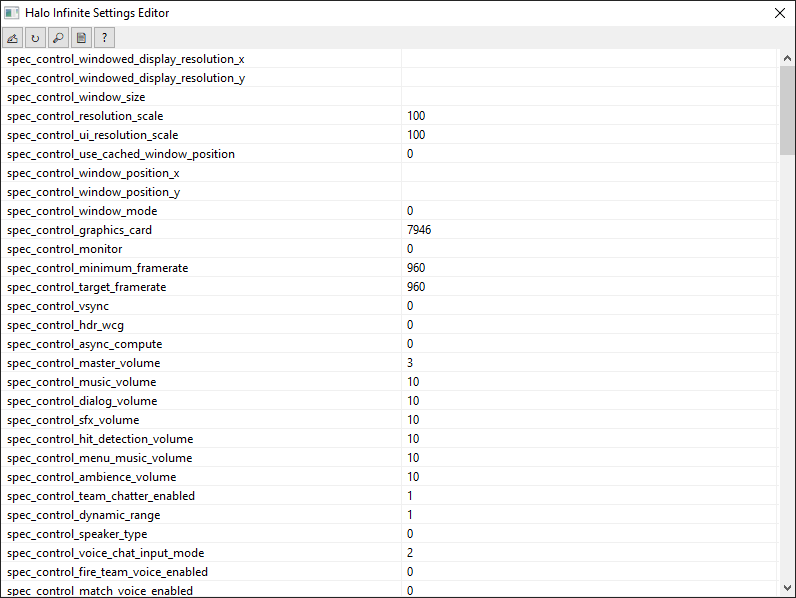 Halo Infinite Settings Editor
?
spec_control_windowed_display_resolution_x
spec_control_windowed_display_resolution_y
spec_control_window_size
spec_control_resolution_scale 100
spec_control_ui_resolution_scale 100
spec_control_use_cached_window_position 0
spec_control_window_position_x
spec_control_window_position_y
spec_control_window_mode 0
spec_control_graphics_card 7946
spec_control_monitor 0
spec_control_minimum_framerate 960
spec_control_target_framerate 960
spec_control_vsync 0
spec_control_hdr_wcg 0
spec_control_async_compute 0
spec_control_master_volume 3
spec_control_music_volume 10
spec_control_dialog_volume 10
spec_control_sfx_volume 10
spec_control_hit_detection_volume 10
spec_control_menu_music_volume 10
spec_control_ambience_volume 10
spec_control_team_chatter_enabled 1
spec_control_dynamic_range 1
spec_control_speaker_type 0
spec_control_voice_chat_input_mode 2
spec_control_fire_team_voice_enabled 0
spec_control_match_voice_enabled 0